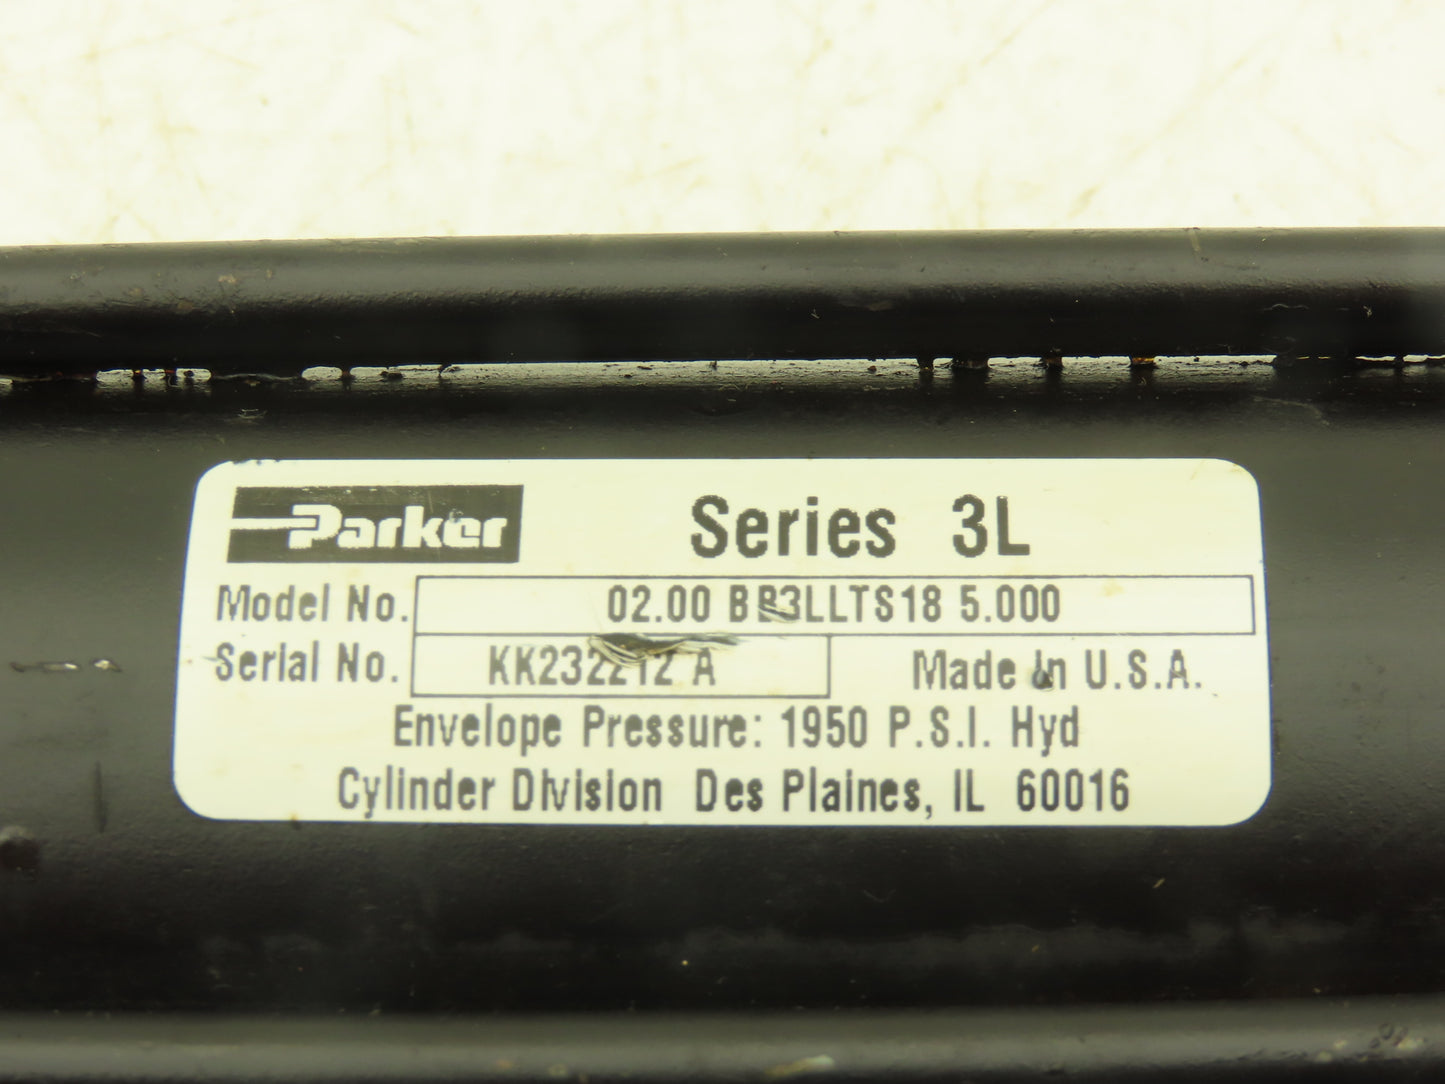 Parker
Series 3L
Model No. 02.00 BB3LLTS18 5.000
Serial No. KK232212 A Made In U.S.A.
Envelope Pressure: 1950 P.S.I. Hyd
Cylinder Division Des Plaines, IL 60016